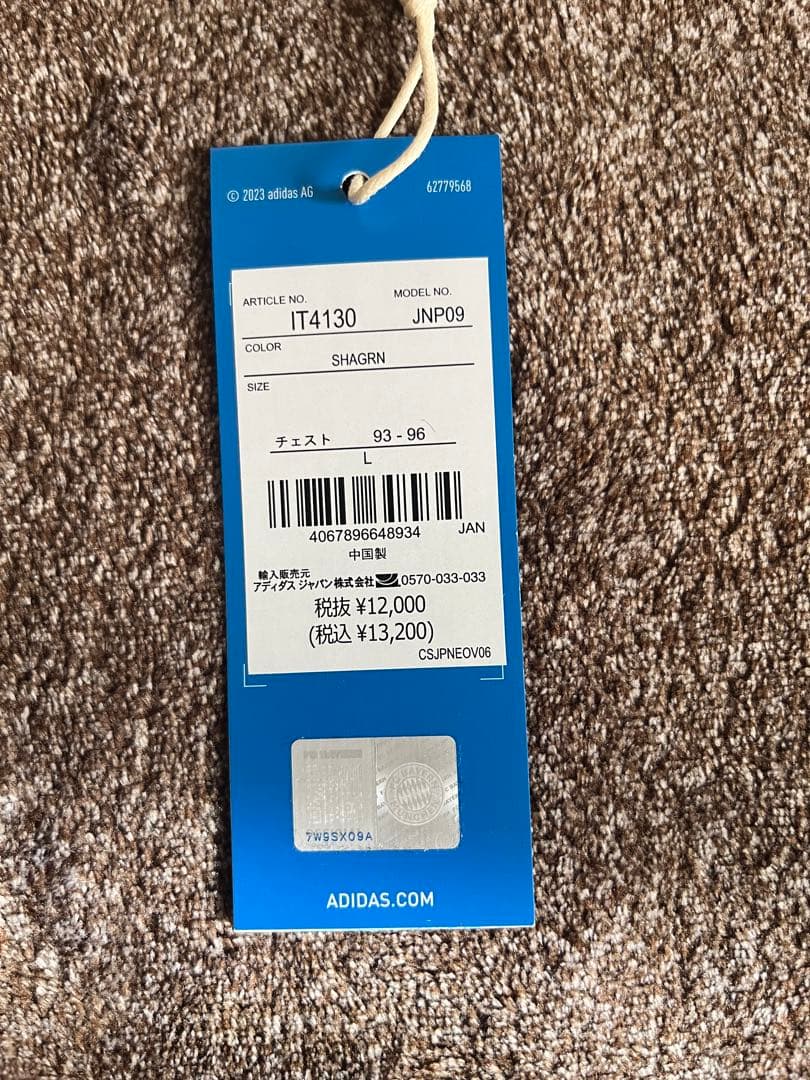 © 2023 adidas AG 62779568
ARTICLE NO. MODEL NO.
IT4130 JNP09
COLOR
SHAGRN
SIZE
チェスト 93 - 96
L
4067896648934 JAN
中国製
輸入販売元
アディダス ジャパン株式会社 0570-033-033
税抜 ¥12,000
(税込 ¥13,200)
CSJPNEOV06
7W9SX09A
ADIDAS.COM